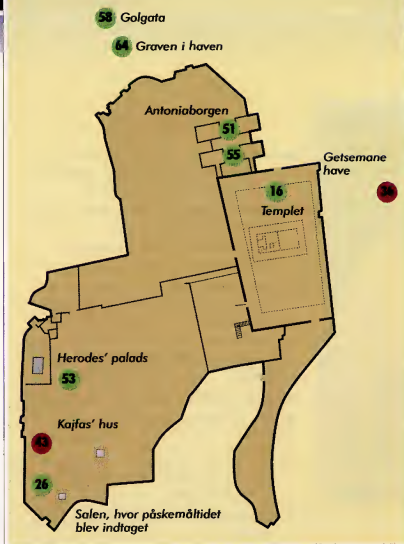 58 Golgata
64 Graven i haven
Antoniaborgen
51
55
Getsemane
have
16
Templet
36
Herodes' palads
53
Kajfas' hus
43
26
Salen, hvor påskemåltidet
blev indtaget